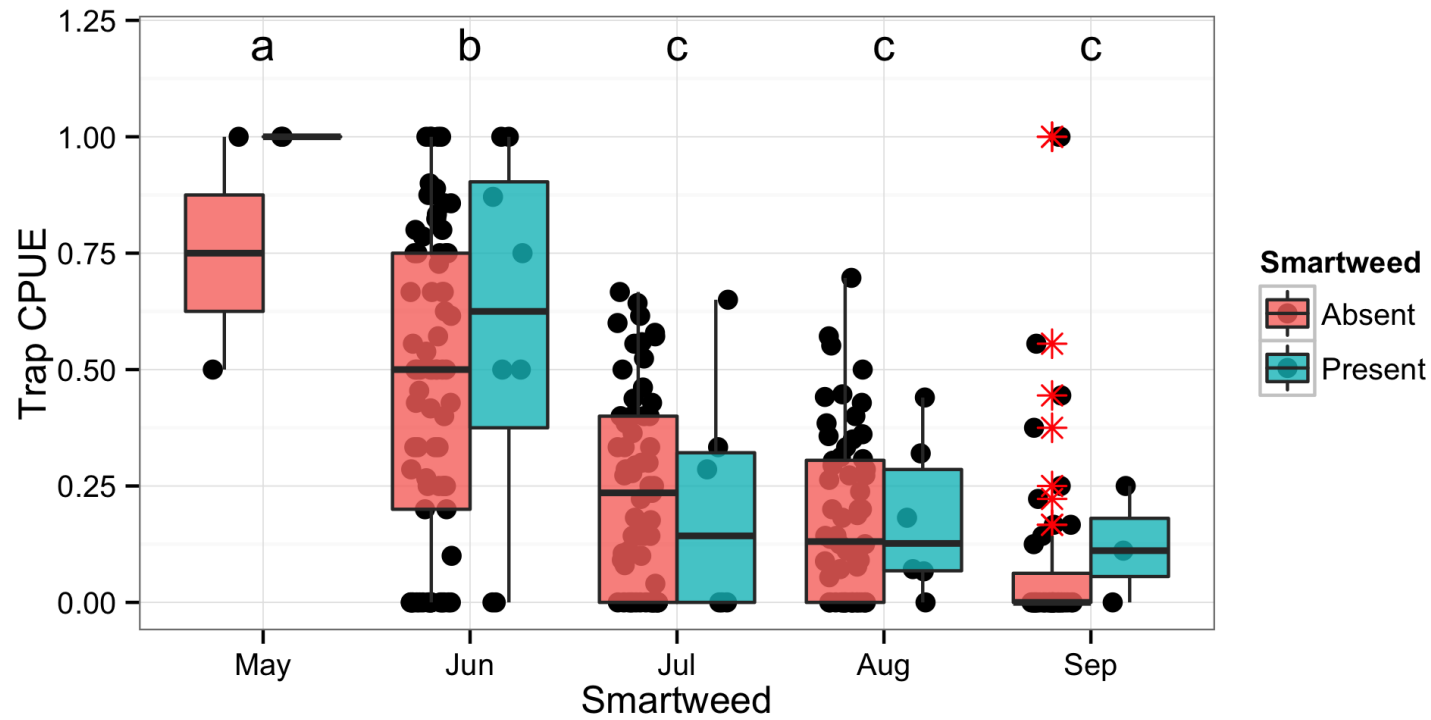 Trap CPUE
1.25
1.00
0.75
0.50
0.25
0.00
a b c c c
May Jun Jul Aug Sep
Smartweed
Smartweed
Absent
Present